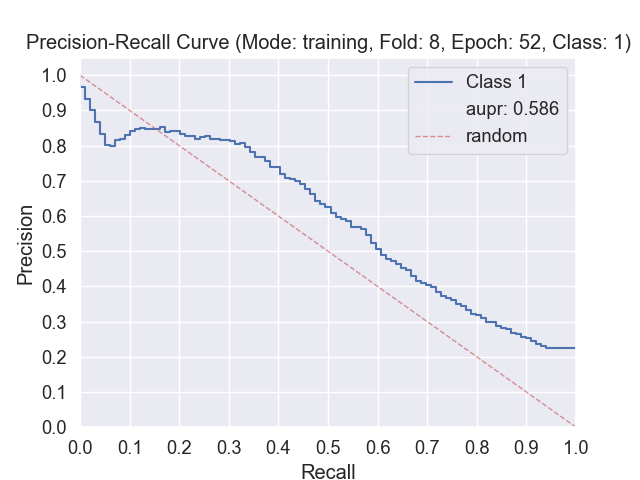 Precision-Recall Curve (Mode: training, Fold: 8, Epoch: 52, Class: 1)
Class 1
aupr: 0.586
random
1.0
0.9
0.8
0.7
0.6
0.5
0.4
0.3
0.2
0.1
0.0
Precision
0.0 0.1 0.2 0.3 0.4 0.5 0.6 0.7 0.8 0.9 1.0
Recall